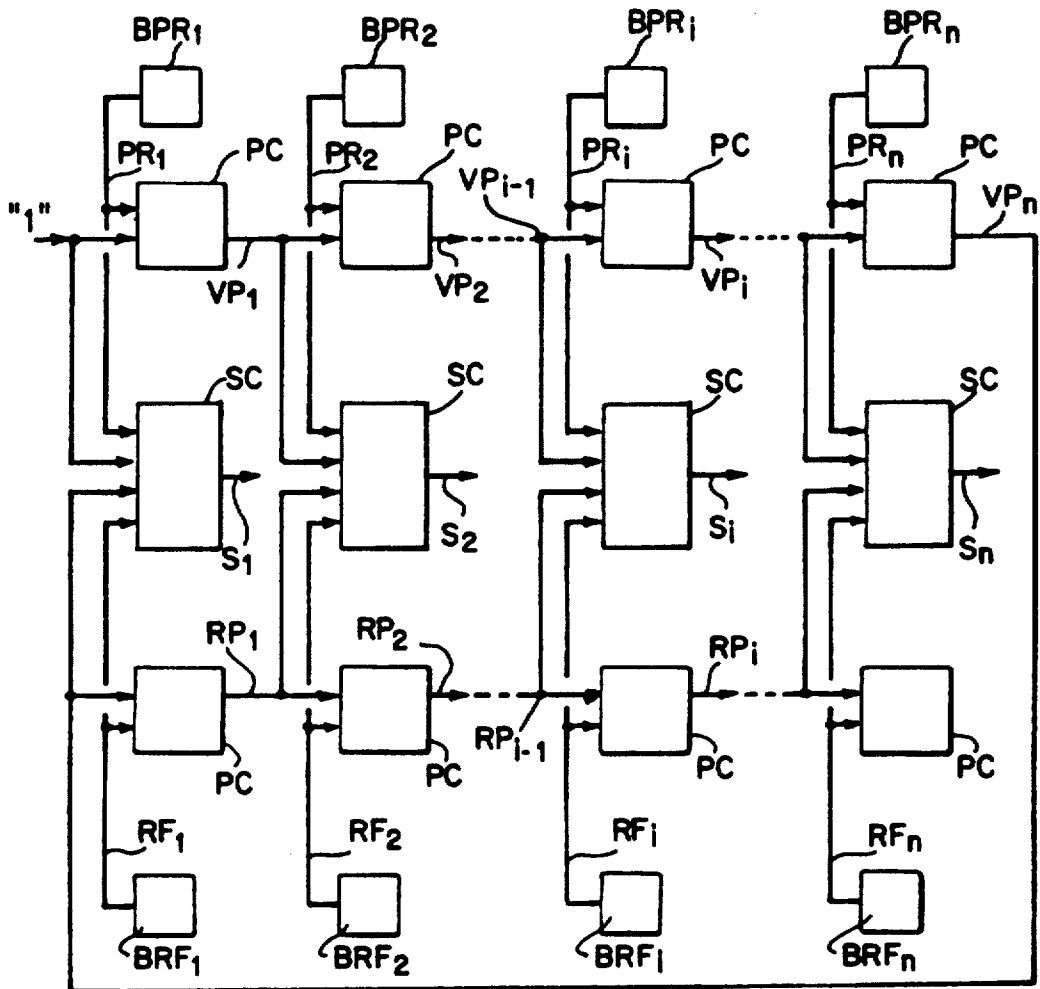 BPR₁ BPR₂ BPRᵢ BPRₙ
PR₁ PC PR₂ PC VPᵢ₋₁ PRᵢ PC PRₙ PC
"1" VPₙ
VP₁ VP₂ VPᵢ
SC SC SC SC
S₁ S₂ Sᵢ Sₙ
RP₁ RP₂ RPᵢ
RPᵢ₋₁
PC PC PC PC
RF₁ RF₂ RFᵢ RFₙ
BRF₁ BRF₂ BRFᵢ BRFₙ